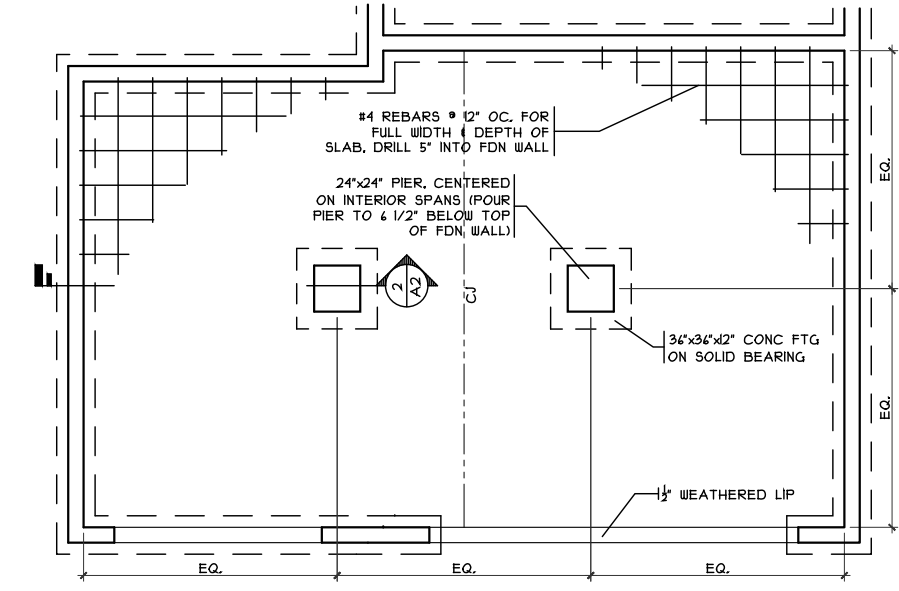 #4 REBARS @ 12" OC. FOR
FULL WIDTH & DEPTH OF
SLAB, DRILL 5" INTO FDN WALL
24"x24" PIER, CENTERED
ON INTERIOR SPANS (POUR
PIER TO 6 1/2" BELOW TOP
OF FDN WALL)
EQ.
2
A2
CJ
36"x36"x12" CONC FTG
ON SOLID BEARING
EQ.
1½" WEATHERED LIP
EQ.
EQ.
EQ.